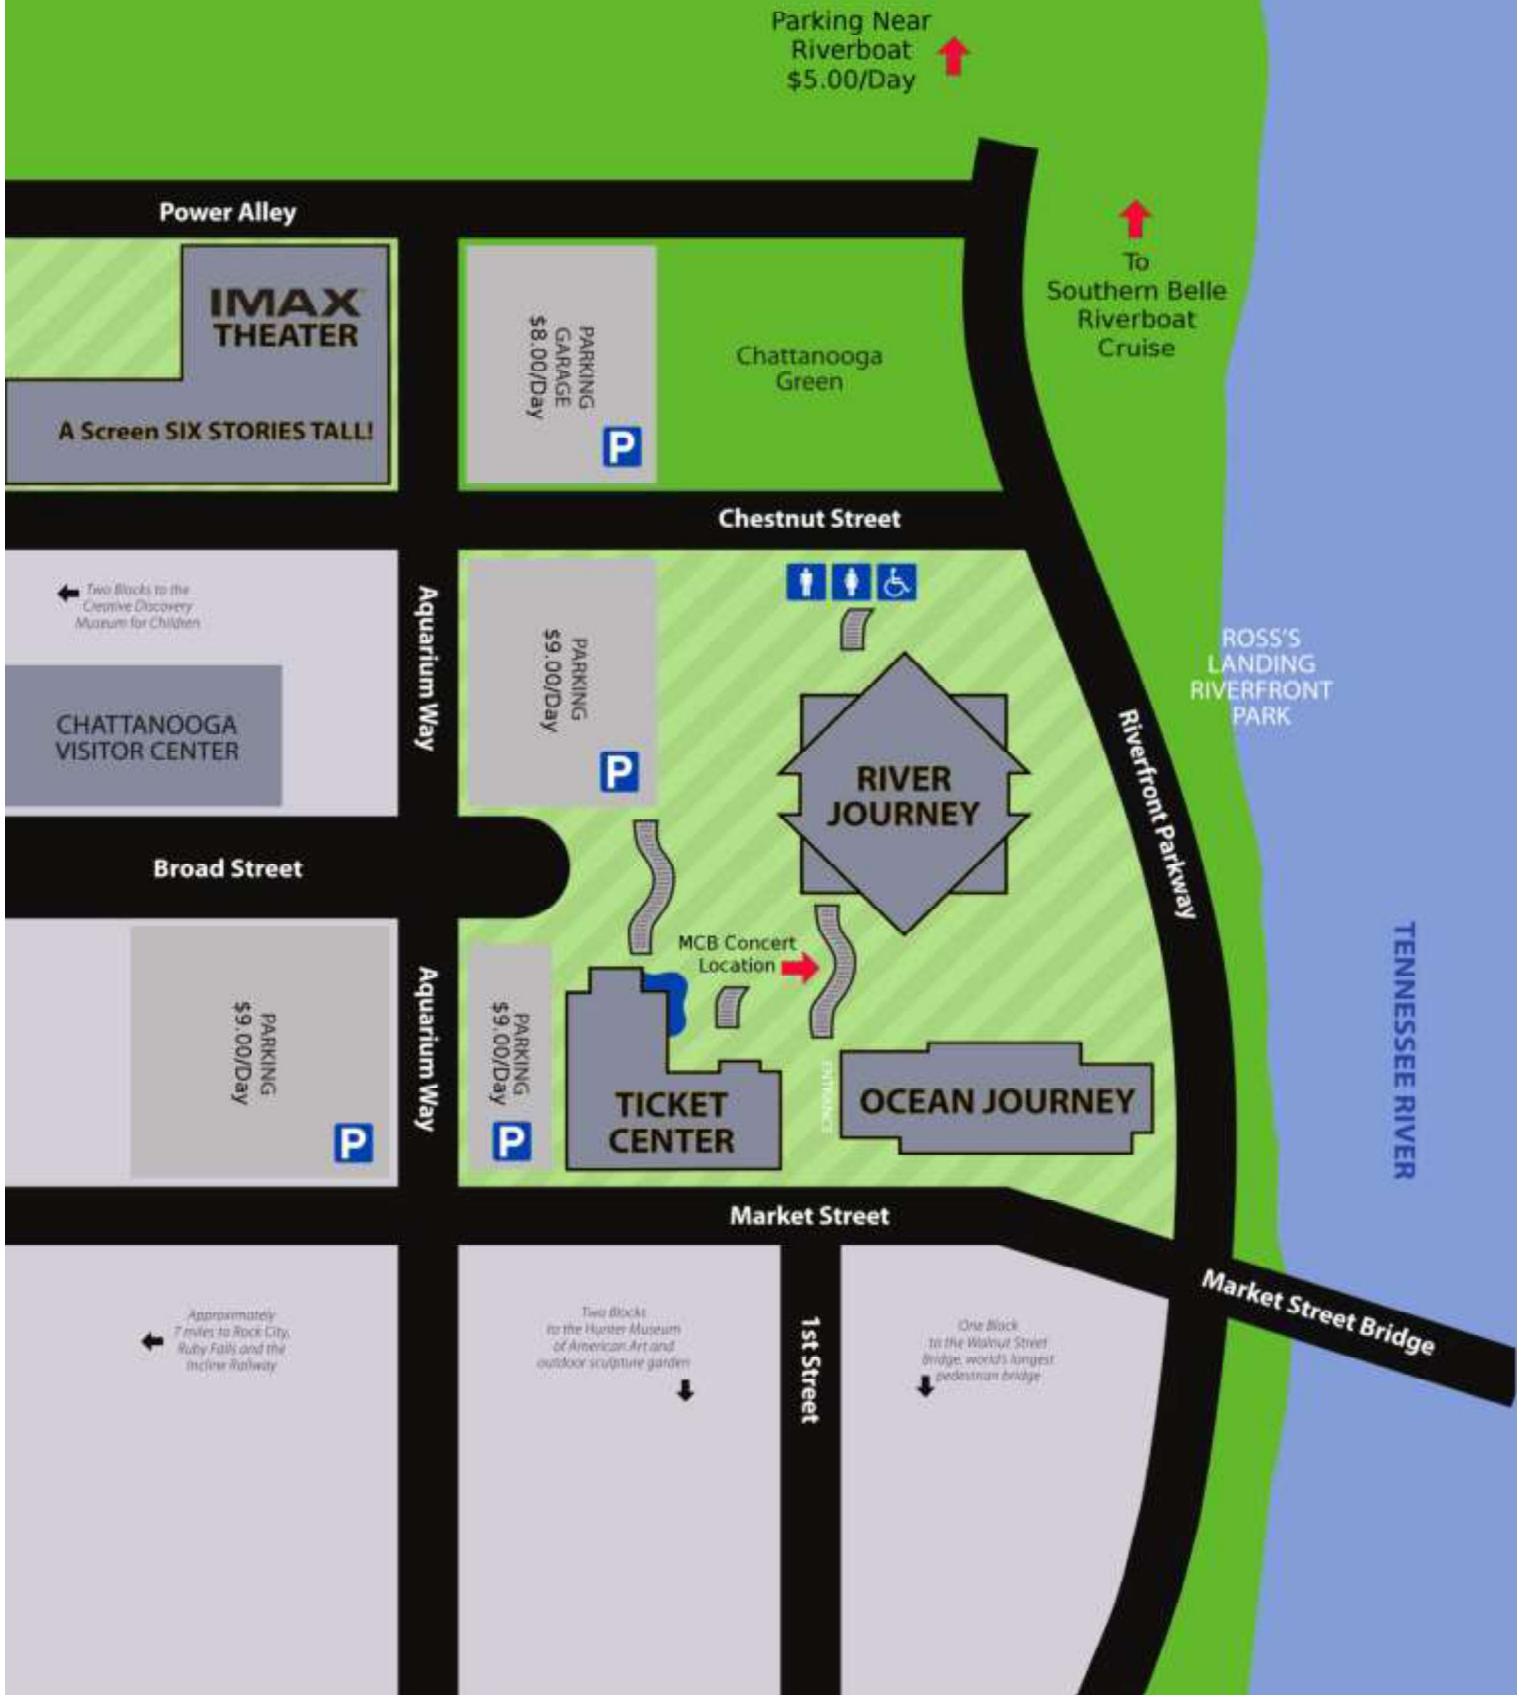 Parking Near
Riverboat
$5.00/Day
Power Alley
To
Southern Belle
Riverboat
Cruise
IMAX
THEATER
A Screen SIX STORIES TALL!
PARKING
GARAGE
$8.00/Day
P
Chattanooga
Green
Chestnut Street
Two Blocks to the
Creative Discovery
Museum for Children
Aquarium Way
PARKING
$9.00/Day
P
CHATTANOOGA
VISITOR CENTER
RIVER
JOURNEY
Riverfront Parkway
ROSS'S
LANDING
RIVERFRONT
PARK
Broad Street
MCB Concert
Location
TENNESSEE RIVER
PARKING
$9.00/Day
P
Aquarium Way
PARKING
$9.00/Day
P
TICKET
CENTER
ENTRANCE
OCEAN JOURNEY
Market Street
Market Street Bridge
Approximately
7 miles to Rock City,
Ruby Falls and the
Incline Railway
Two Blocks
to the Hunter Museum
of American Art and
outdoor sculpture garden
1st Street
One Block
to the Walnut Street
Bridge, world's longest
pedestrian bridge